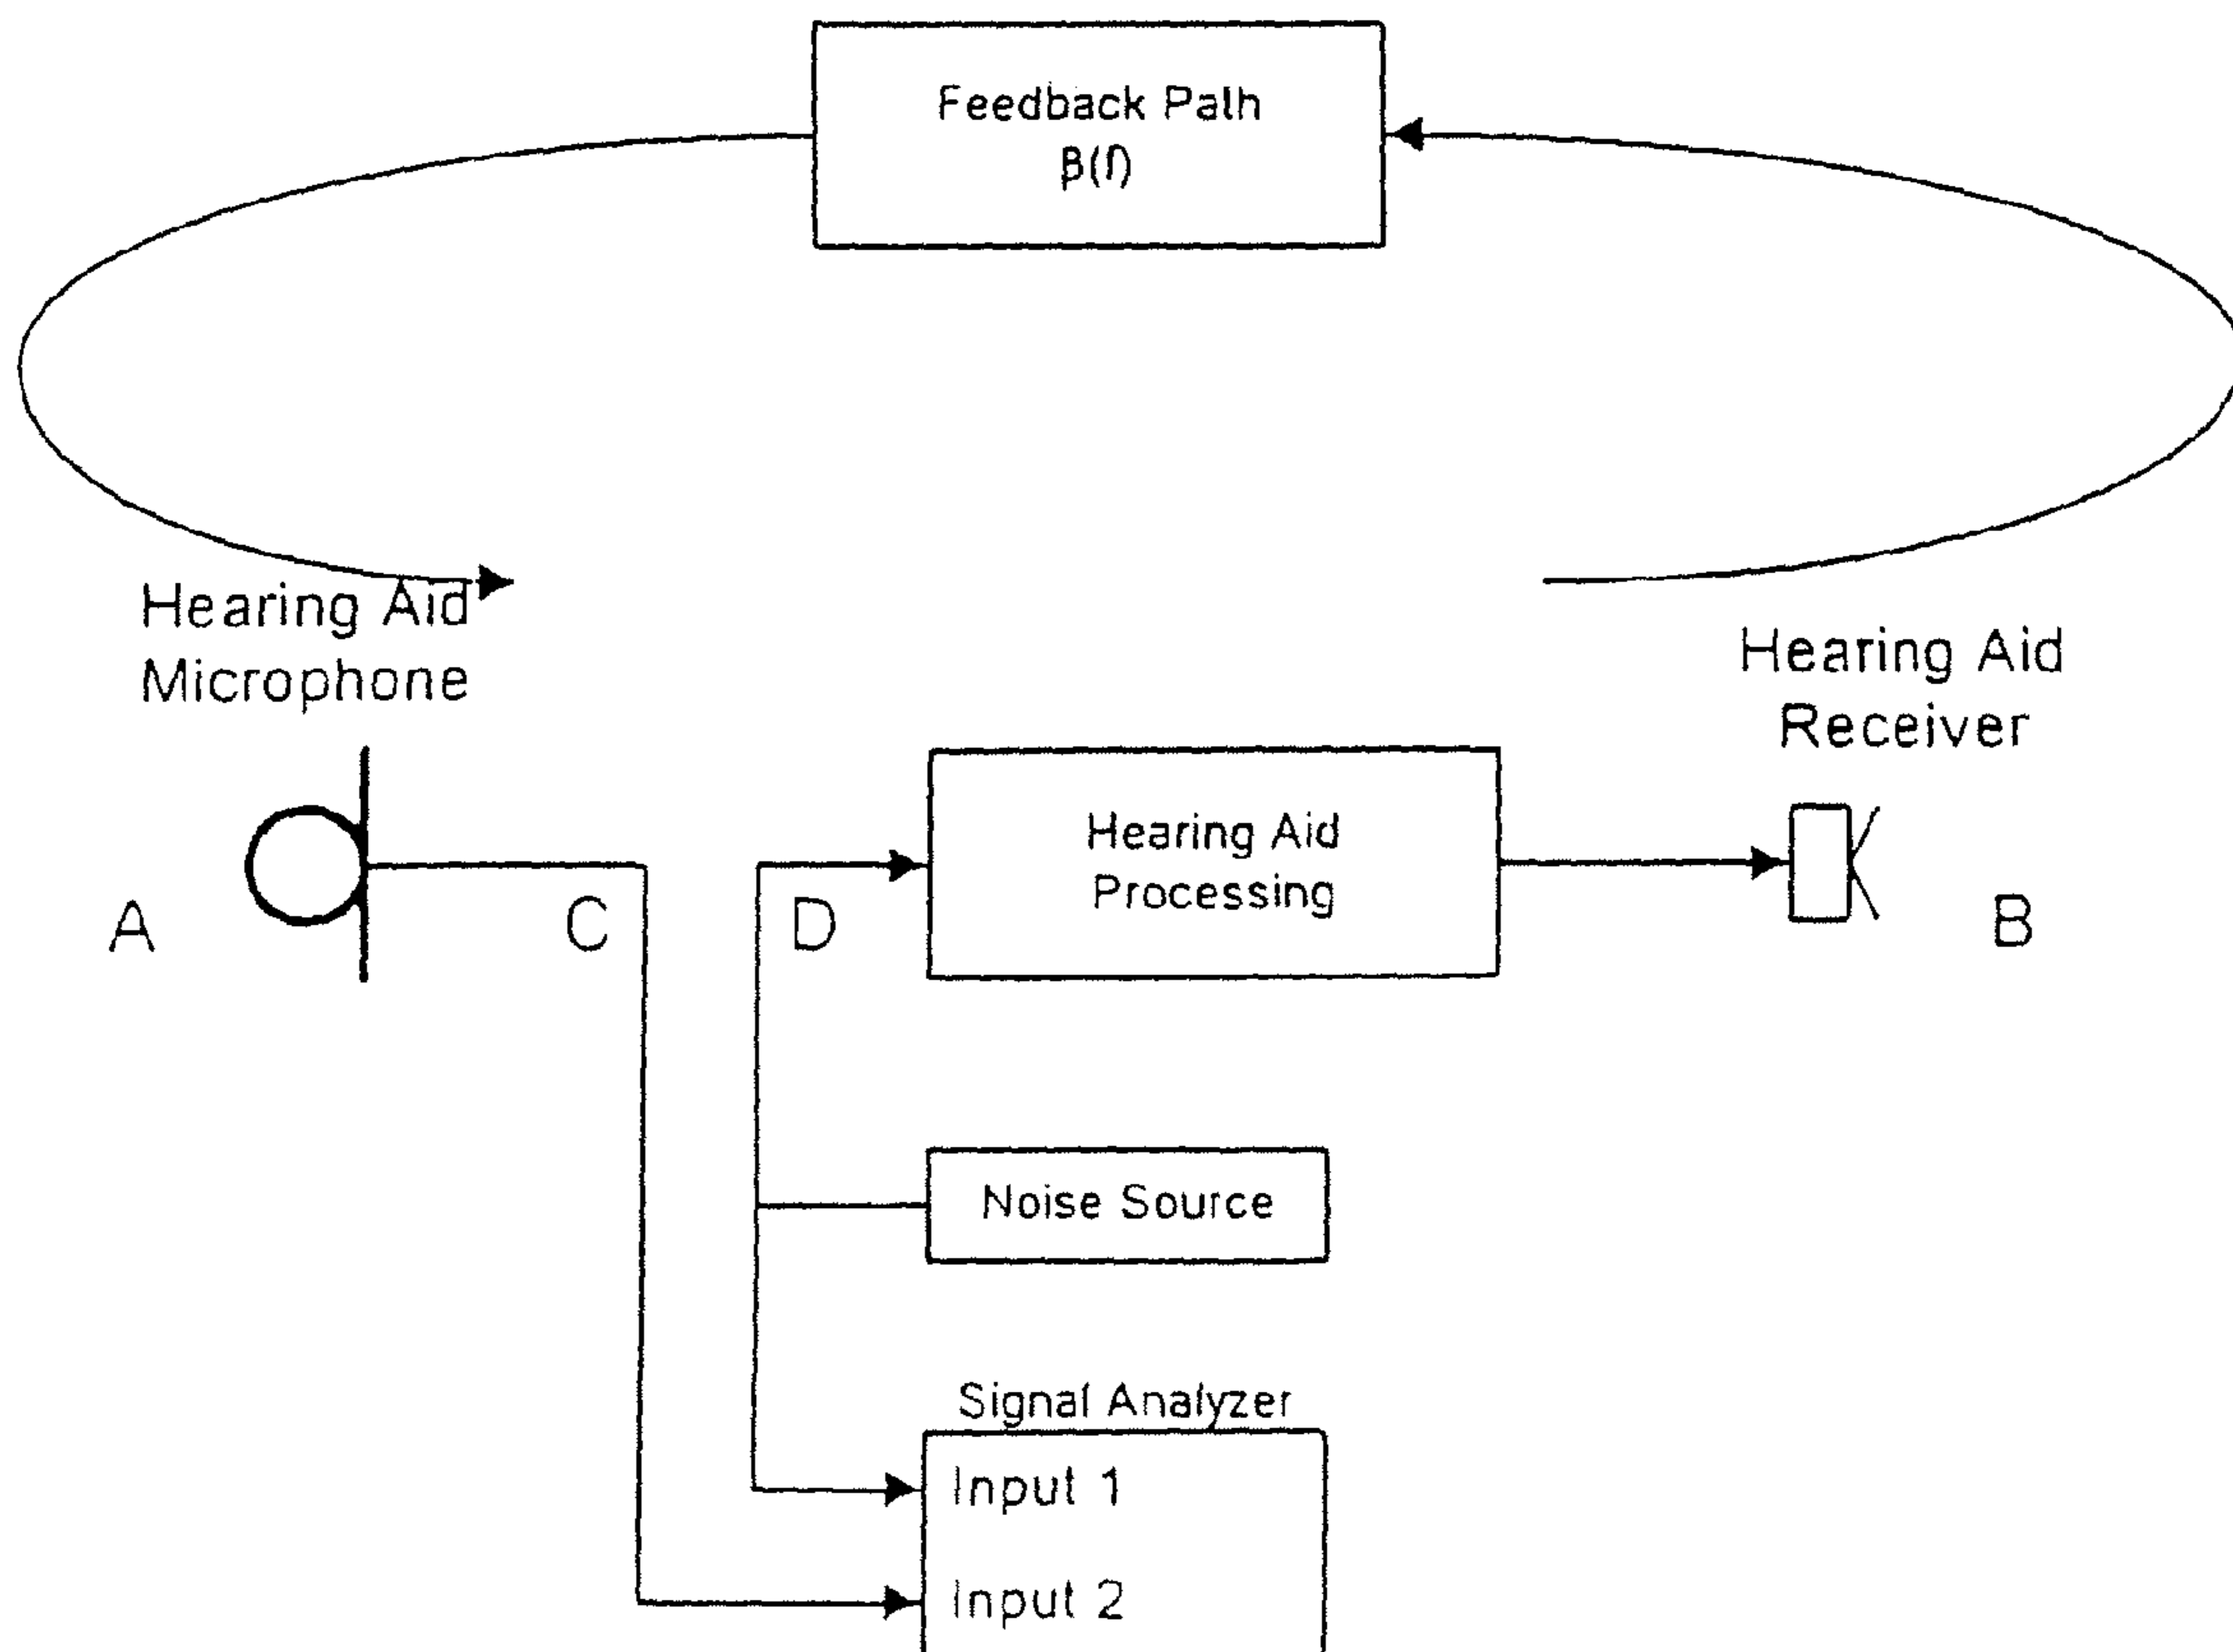 Feedback Path
β(f)
Hearing Aid
Microphone
Hearing Aid
Receiver
Hearing Aid
Processing
A
C
D
B
Noise Source
Signal Analyzer
Input 1
Input 2